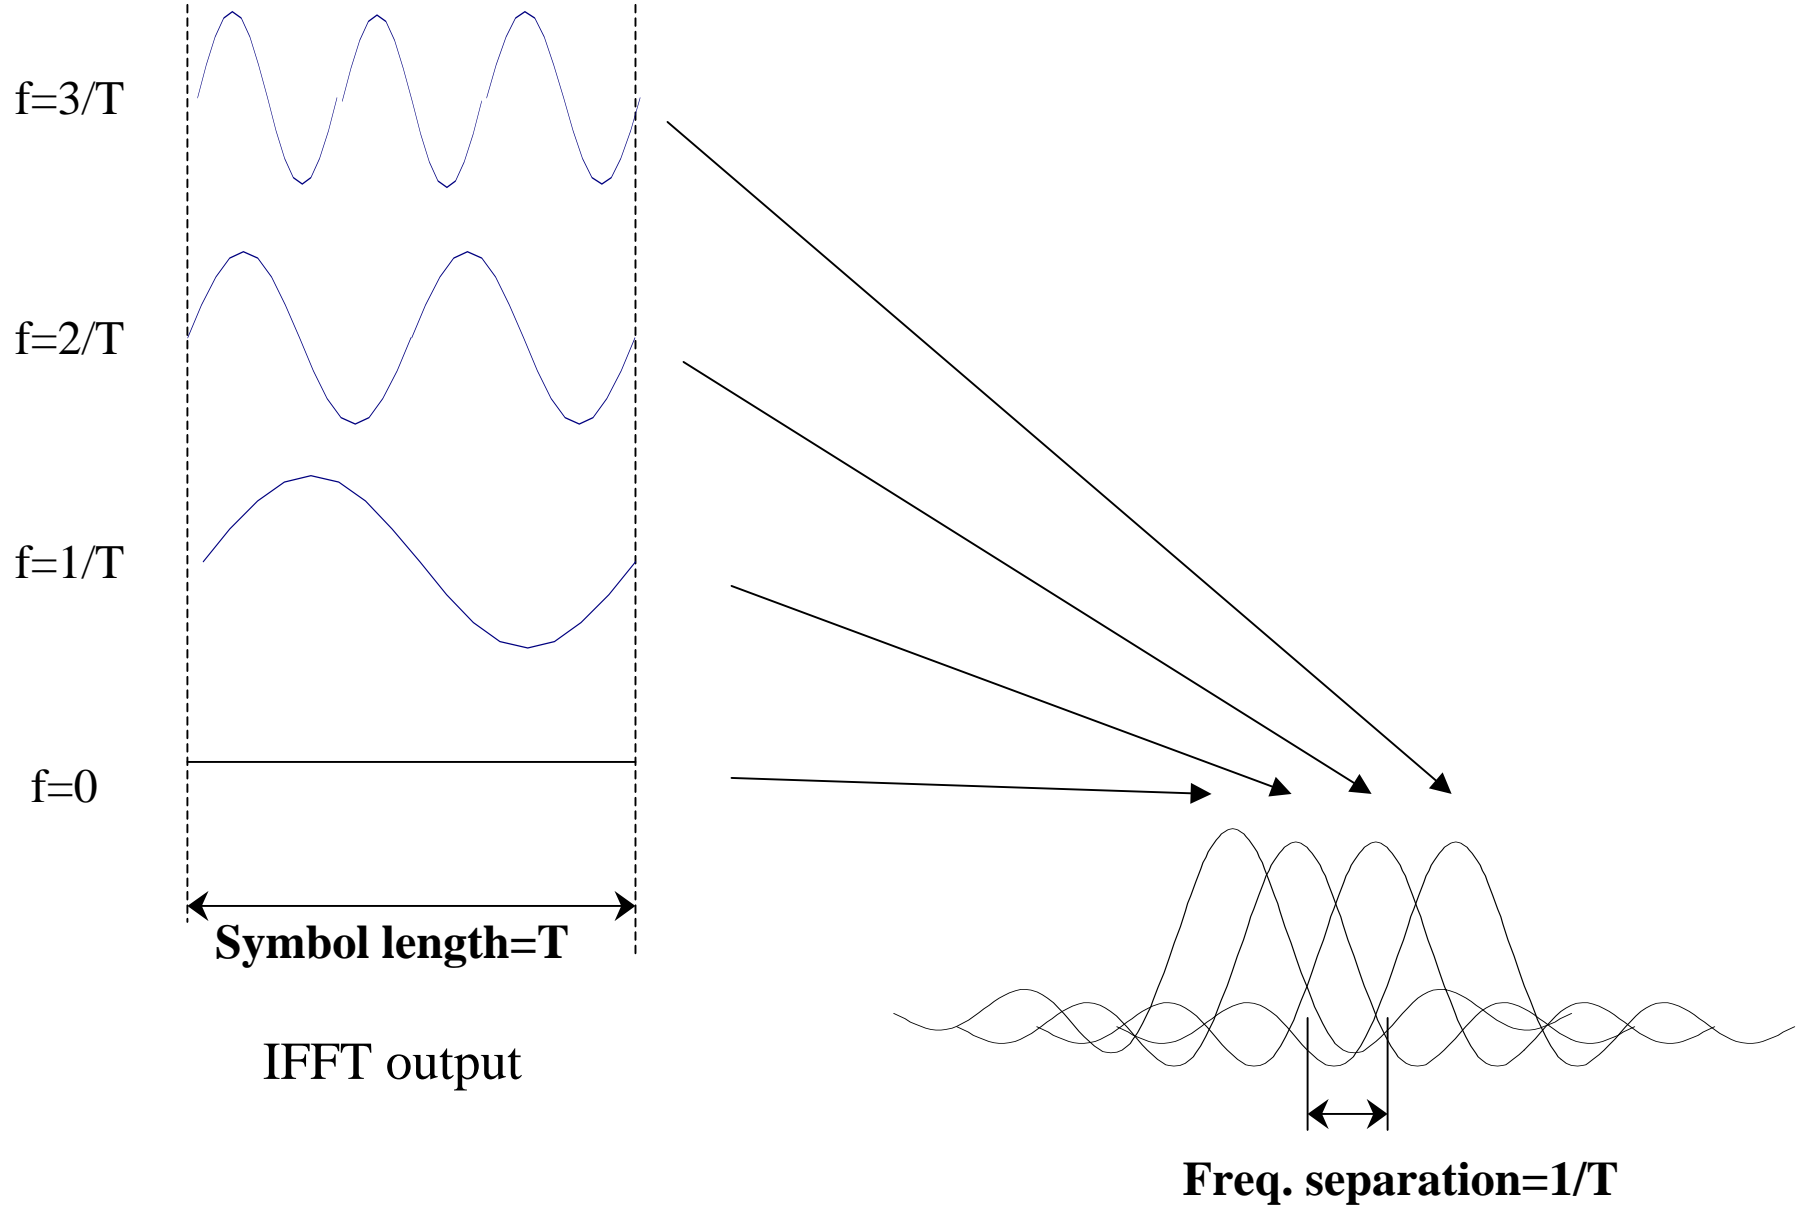 f=3/T
f=2/T
f=1/T
f=0
Symbol length=T
IFFT output
Freq. separation=1/T